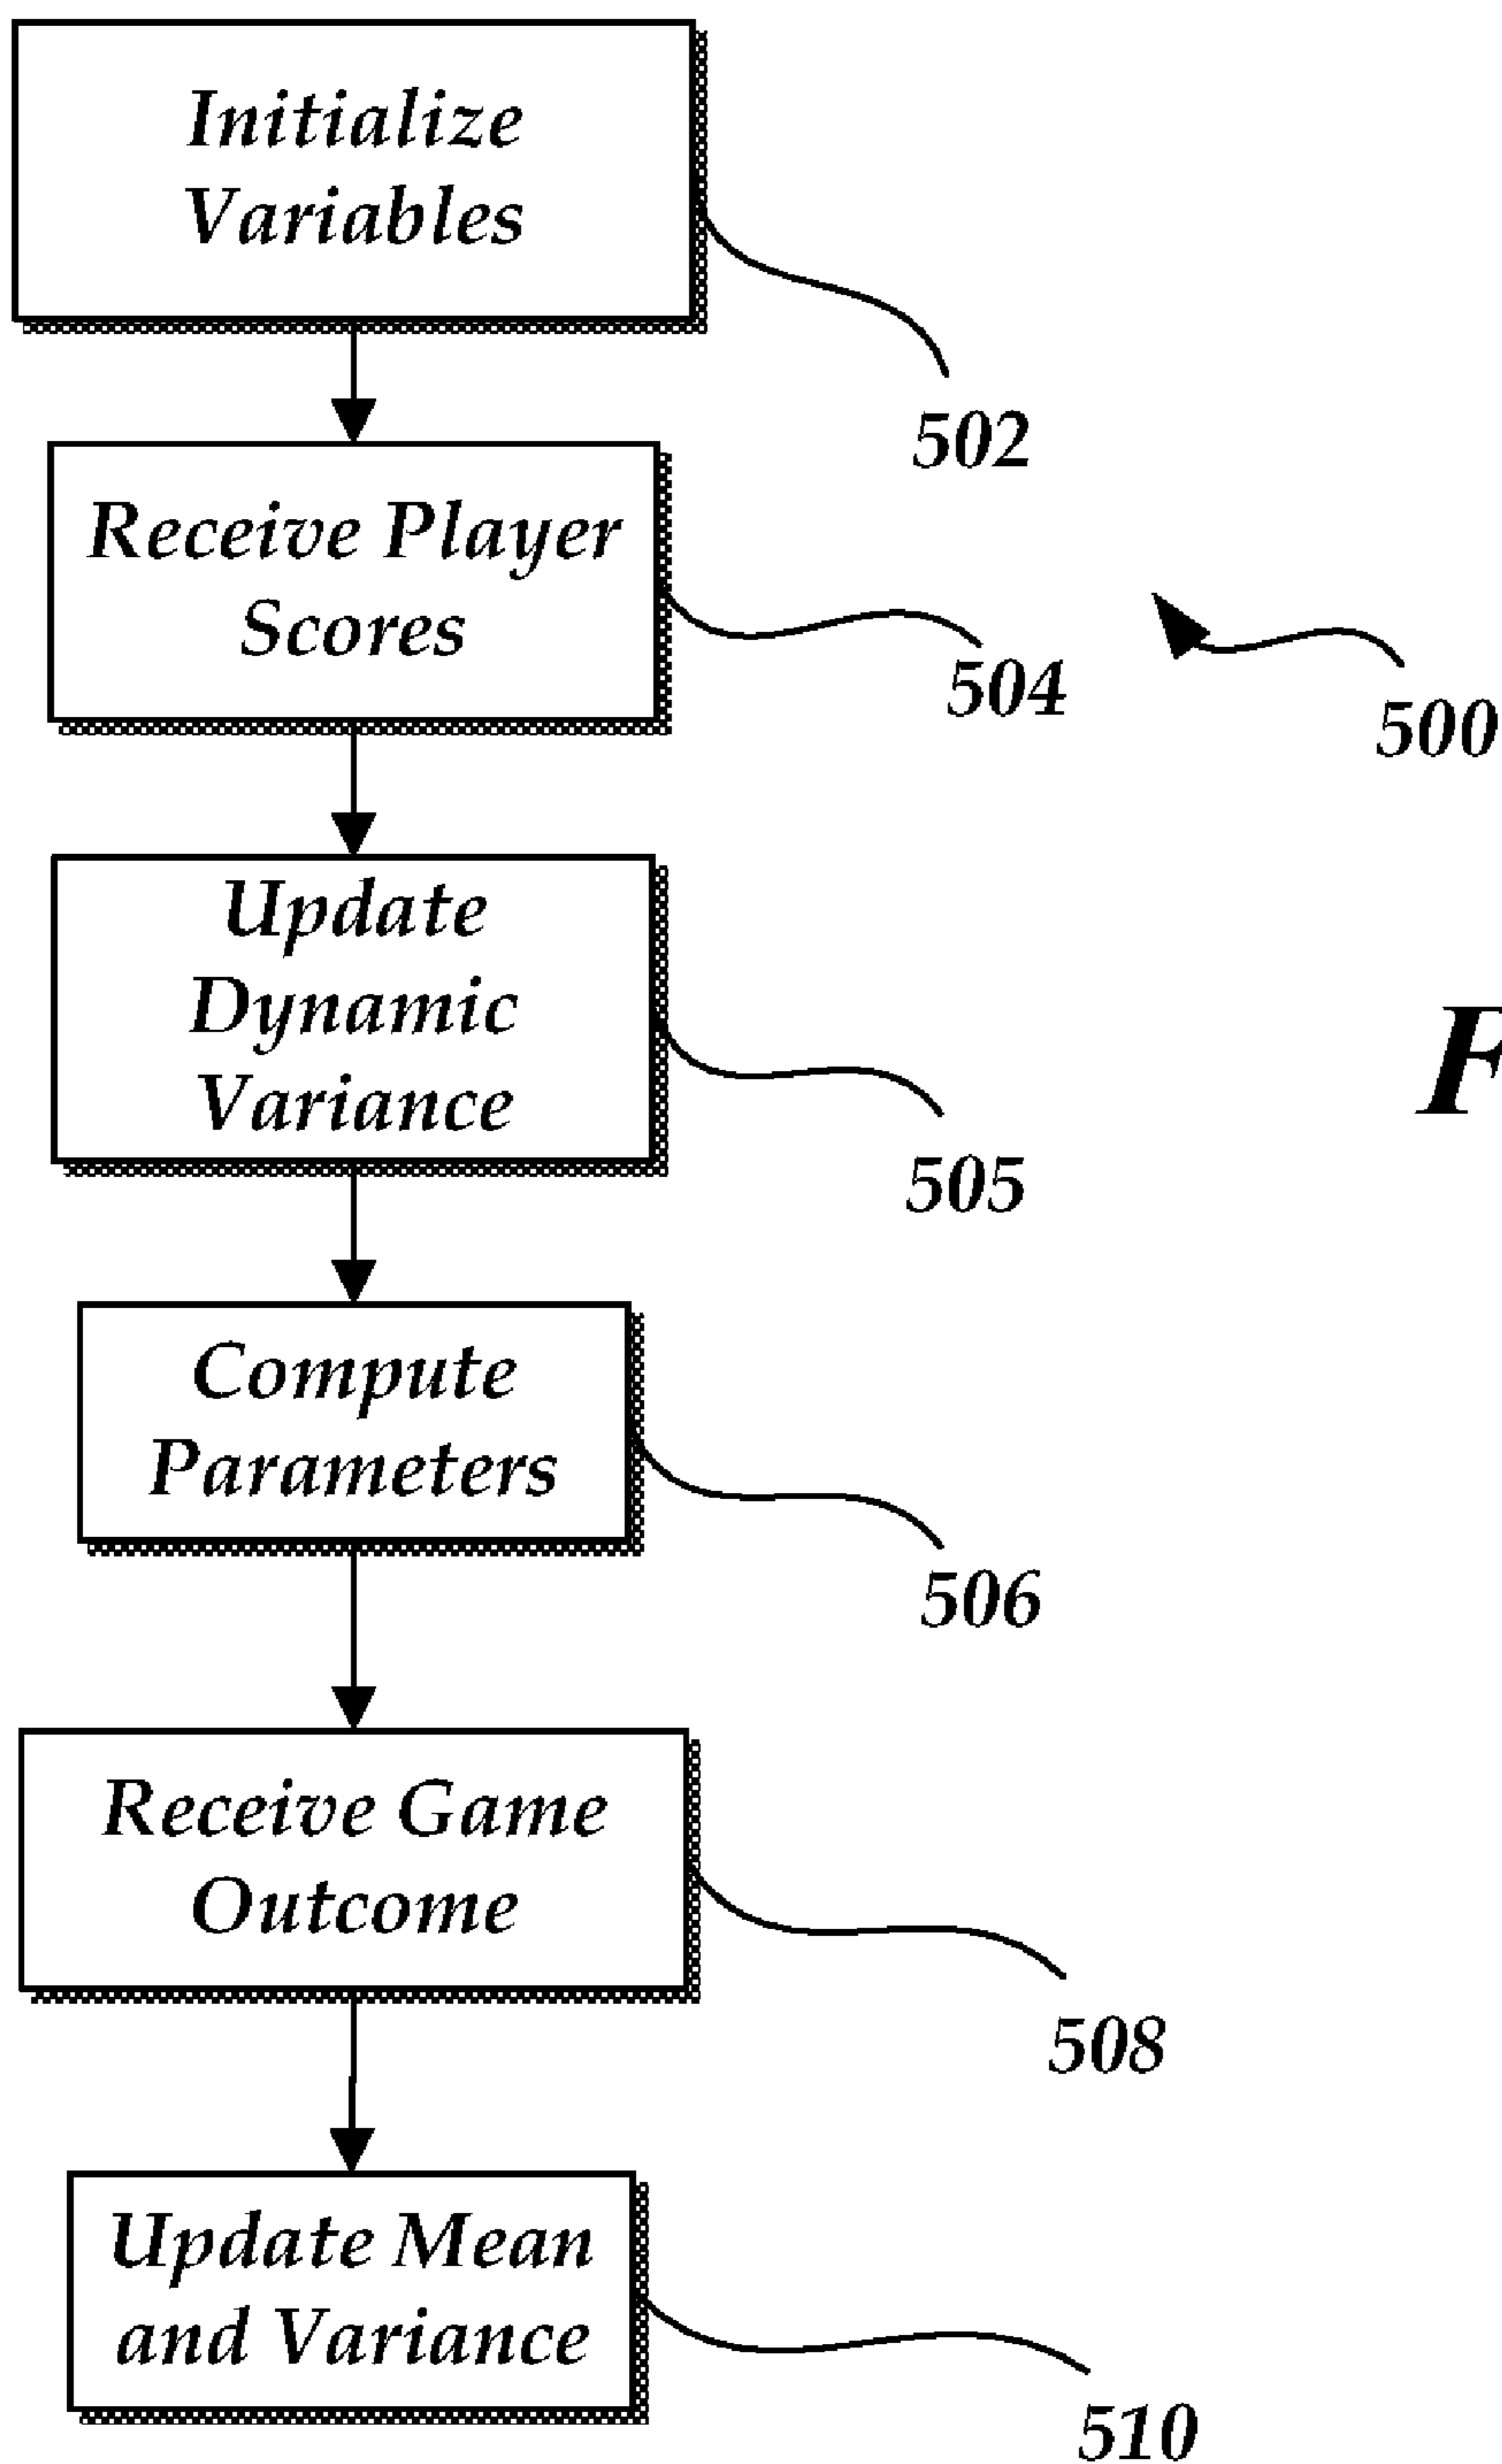 Initialize
Variables
502
Receive Player
Scores
504
500
Update
Dynamic
Variance
505
F
Compute
Parameters
506
Receive Game
Outcome
508
Update Mean
and Variance
510